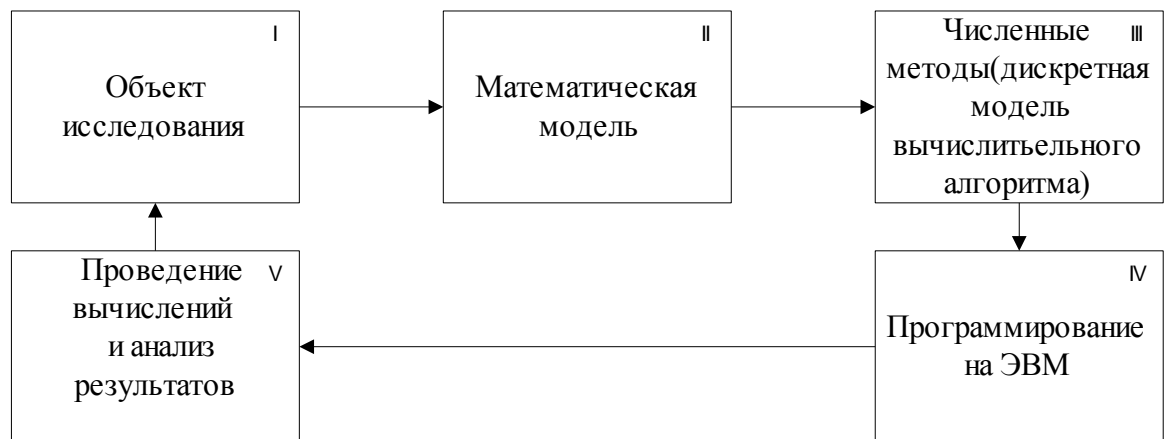 I
Объект
исследования
II
Математическая
модель
Численные III
методы(дискретная
модель
вычислитьельного
алгоритма)
IV
Программирование
на ЭВМ
Проведение V
вычислений
и анализ
результатов